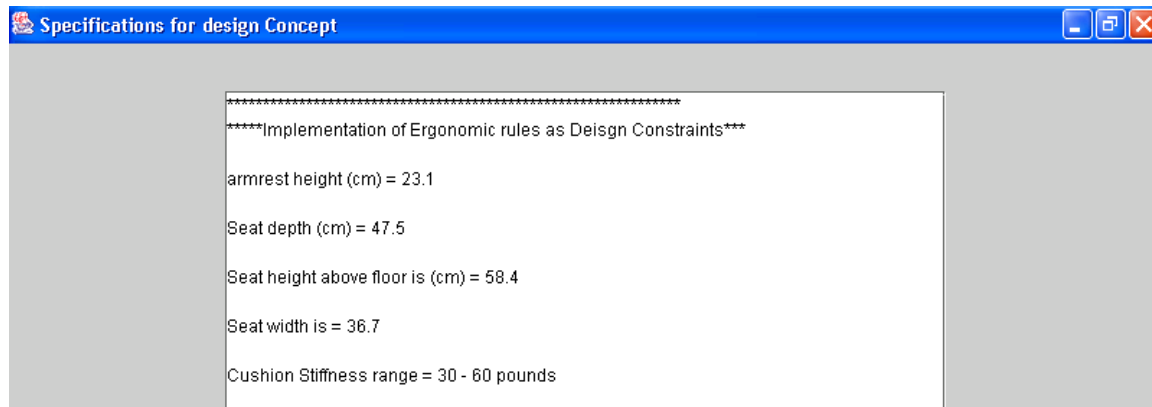 Specifications for design Concept
***************************************************************
*****Implementation of Ergonomic rules as Deisgn Constraints***
armrest height (cm) = 23.1
Seat depth (cm) = 47.5
Seat height above floor is (cm) = 58.4
Seat width is = 36.7
Cushion Stiffness range = 30 - 60 pounds